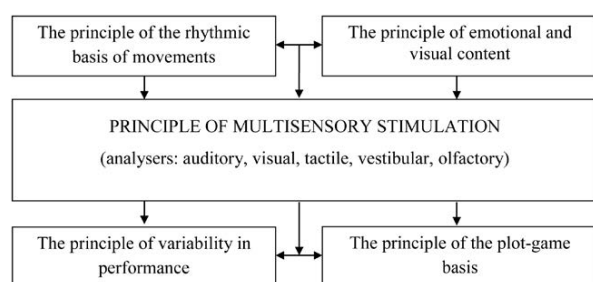 The principle of the rhythmic
basis of movements
The principle of emotional and
visual content
PRINCIPLE OF MULTISENSORY STIMULATION
(analysers: auditory, visual, tactile, vestibular, olfactory)
The principle of variability in
performance
The principle of the plot-game
basis